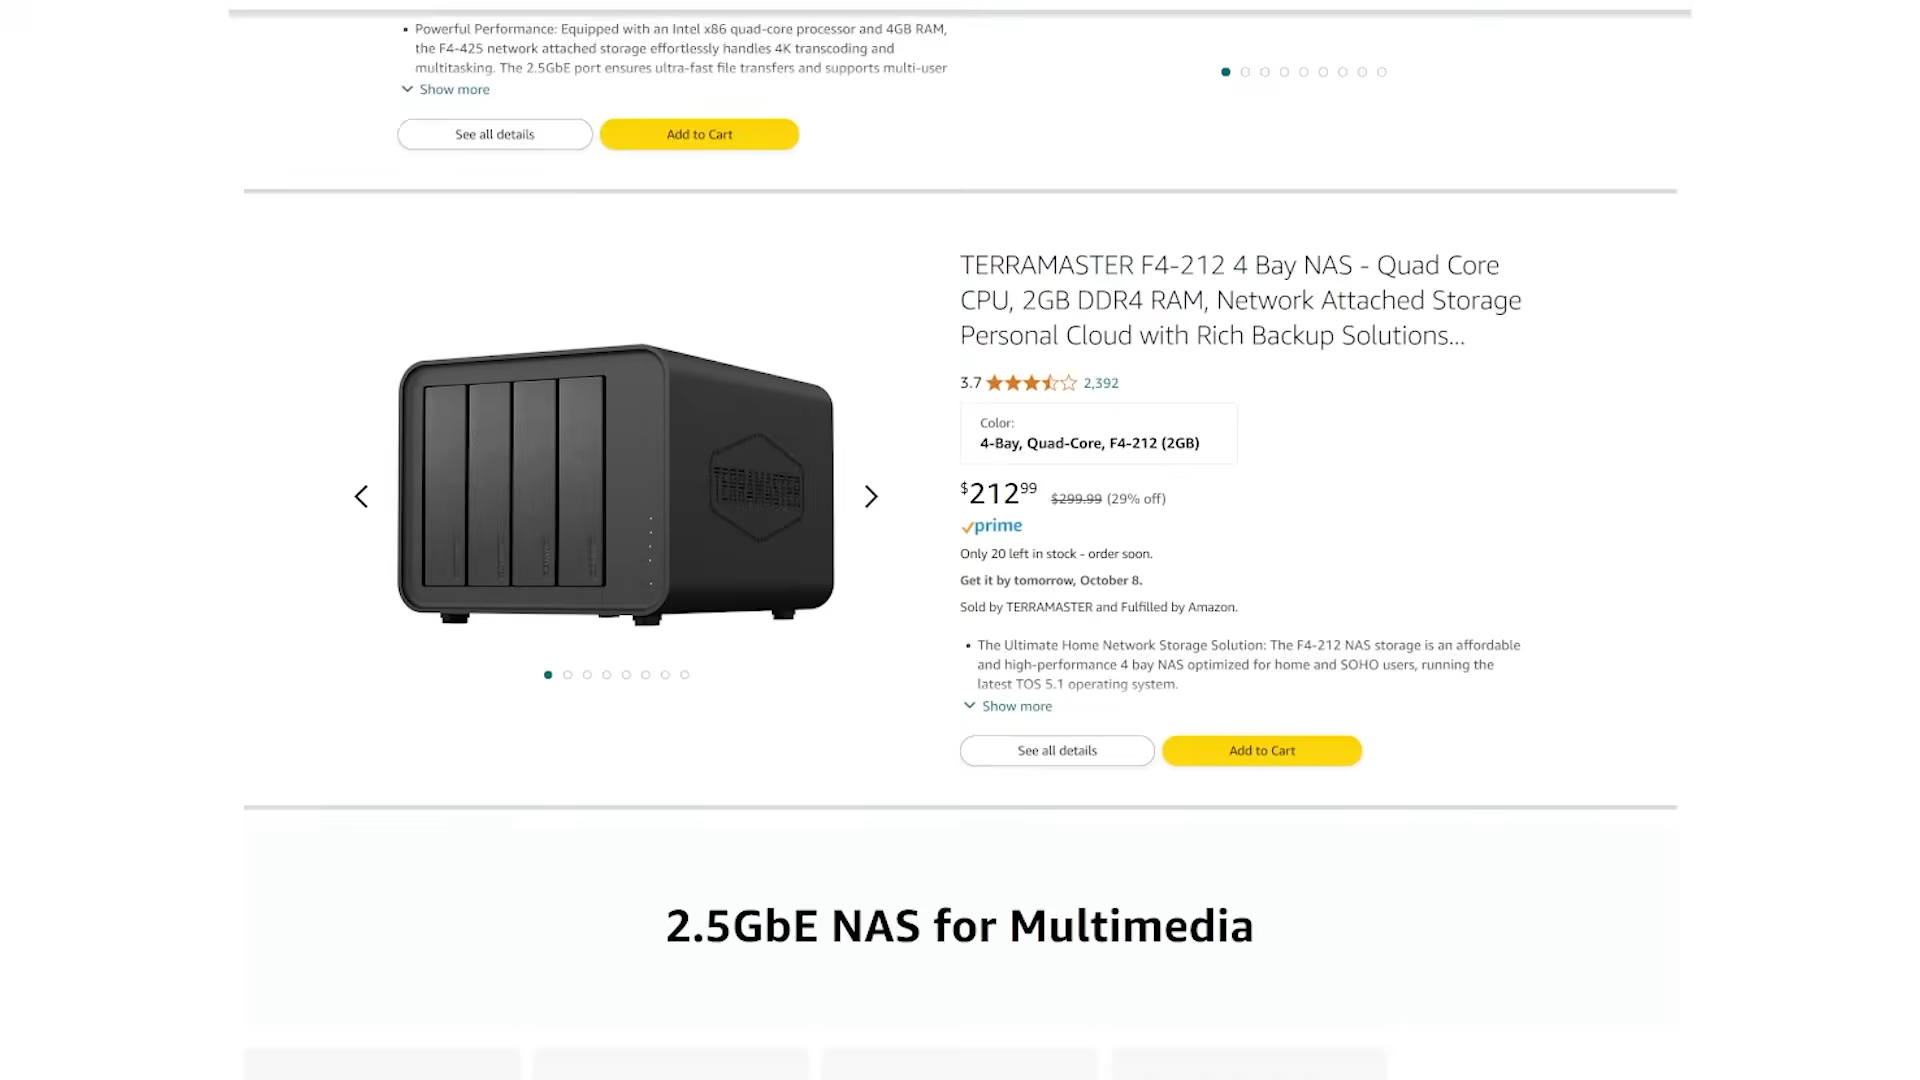 • Powerful Performance: Equipped with an Intel x86 quad-core processor and 4GB RAM,
the F4-425 network attached storage effortlessly handles 4K transcoding and
multitasking. The 2.5GbE port ensures ultra-fast file transfers and supports multi-user
Show more
See all details
Add to Cart
TERRAMASTER
TERRAMASTER F4-212 4 Bay NAS - Quad Core
CPU, 2GB DDR4 RAM, Network Attached Storage
Personal Cloud with Rich Backup Solutions...
3.7 2,392
Color:
4-Bay, Quad-Core, F4-212 (2GB)
$212.99 $299.99 (29% off)
prime
Only 20 left in stock - order soon.
Get it by tomorrow, October 8.
Sold by TERRAMASTER and Fulfilled by Amazon.
• The Ultimate Home Network Storage Solution: The F4-212 NAS storage is an affordable
and high-performance 4 bay NAS optimized for home and SOHO users, running the
latest TOS 5.1 operating system.
Show more
See all details
Add to Cart
2.5GbE NAS for Multimedia